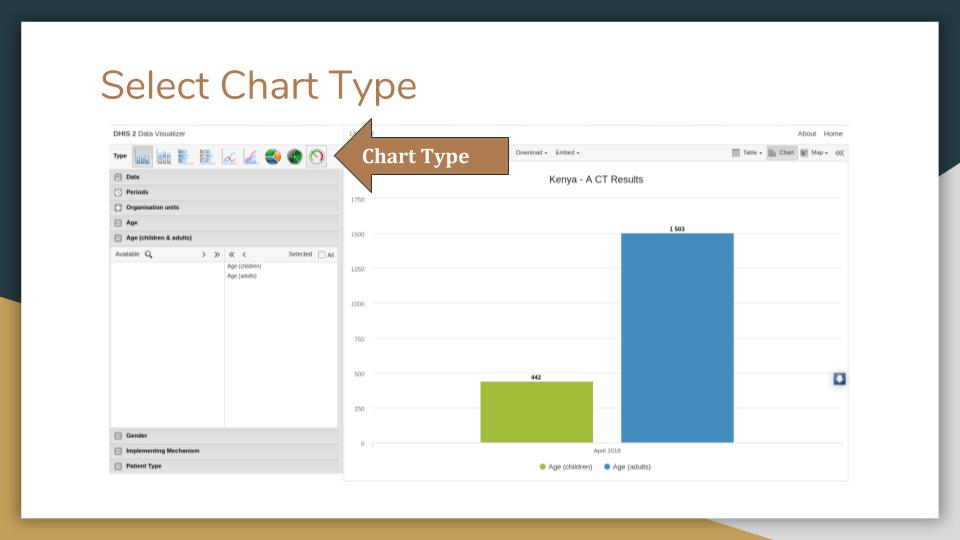 Select Chart Type
DHIS 2 Data Visualizer
About Home
Type
Chart Type
Download
Embed
Table
Chart
Map
Data
Periods
Organisation units
Age
Age (children & adults)
Available
Selected
All
Age (children)
Age (adults)
Gender
Implementing Mechanism
Patient Type
Kenya - A CT Results
1750
1500
1250
1000
750
500
250
0
442
1 503
April 2018
Age (children) Age (adults)